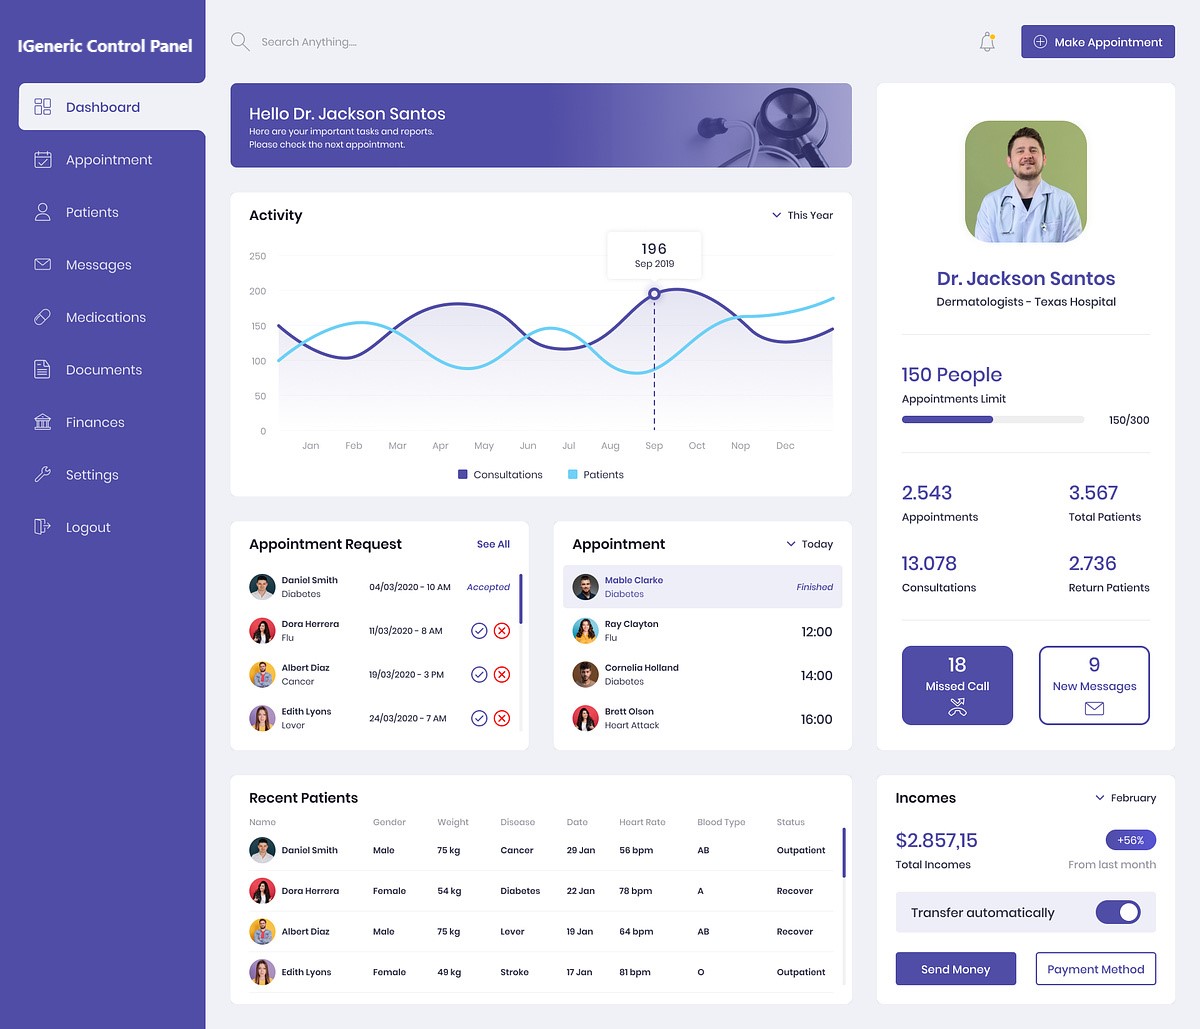 IGeneric Control Panel
Dashboard
Appointment
Patients
Messages
Medications
Documents
Finances
Settings
Logout
Search Anything....
Make Appointment
Hello Dr. Jackson Santos
Here are your important tasks and reports.
Please check the next appointment.
Activity
This Year
196
Sep 2019
250
200
150
100
50
0
Jan Feb Mar Apr May Jun Jul Aug Sep Oct Nop Dec
Consultations Patients
Appointment Request See All
Daniel Smith
Diabetes
04/03/2020 - 10 AM Accepted
Dora Herrera
Flu
11/03/2020 - 8 AM
Albert Diaz
Cancer
19/03/2020 - 3 PM
Edith Lyons
Lever
24/03/2020 - 7 AM
Appointment Today
Mable Clarke
Diabetes
Finished
Ray Clayton
Flu
12:00
Cornelia Holland
Diabetes
14:00
Brett Olson
Heart Attack
16:00
Recent Patients
Name Gender Weight Disease Date Heart Rate Blood Type Status
Daniel Smith Male 75 kg Cancer 29 Jan 56 bpm AB Outpatient
Dora Herrera Female 54 kg Diabetes 22 Jan 78 bpm A Recover
Albert Diaz Male 75 kg Lever 19 Jan 64 bpm AB Recover
Edith Lyons Female 49 kg Stroke 17 Jan 81 bpm O Outpatient
Dr. Jackson Santos
Dermatologists - Texas Hospital
150 People
Appointments Limit
150/300
2.543
Appointments
3.567
Total Patients
13.078
Consultations
2.736
Return Patients
18
Missed Call
9
New Messages
Incomes February
$2.857,15 +56%
Total Incomes From last month
Transfer automatically
Send Money Payment Method